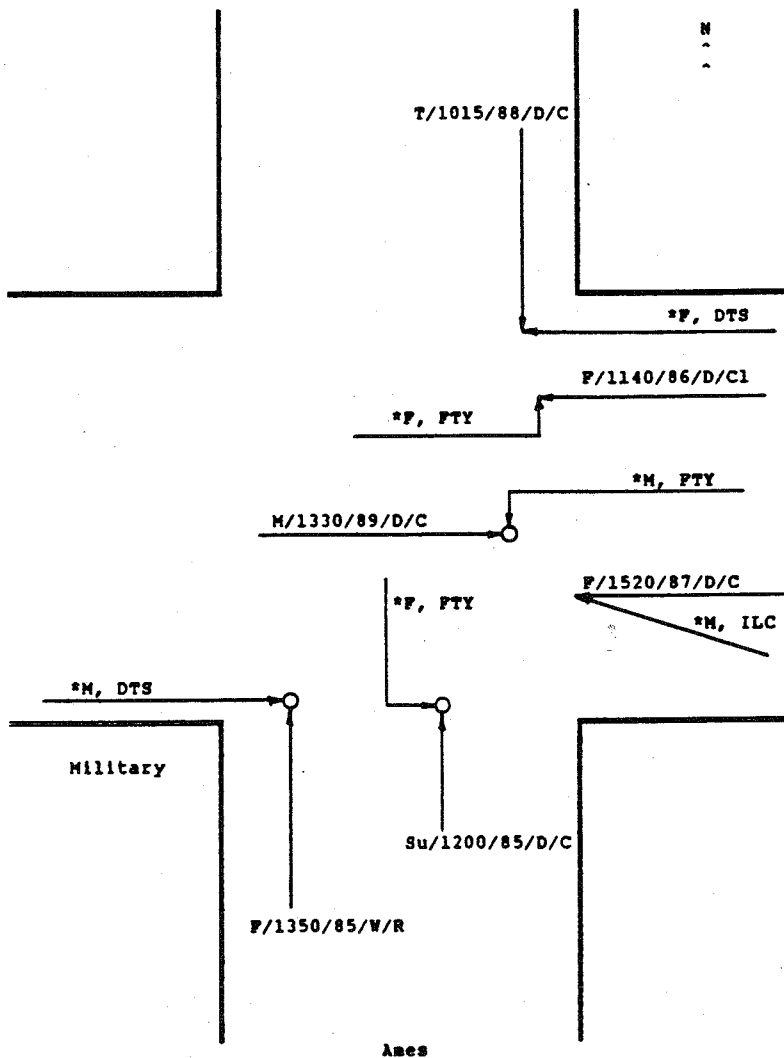 N
T/1015/88/D/C
*F, DTS
F/1140/86/D/Cl
*F, FTY
*M, FTY
M/1330/89/D/C
F/1520/87/D/C
*F, FTY
*M, ILC
*M, DTS
Military
Su/1200/85/D/C
F/1350/85/W/R
Ames